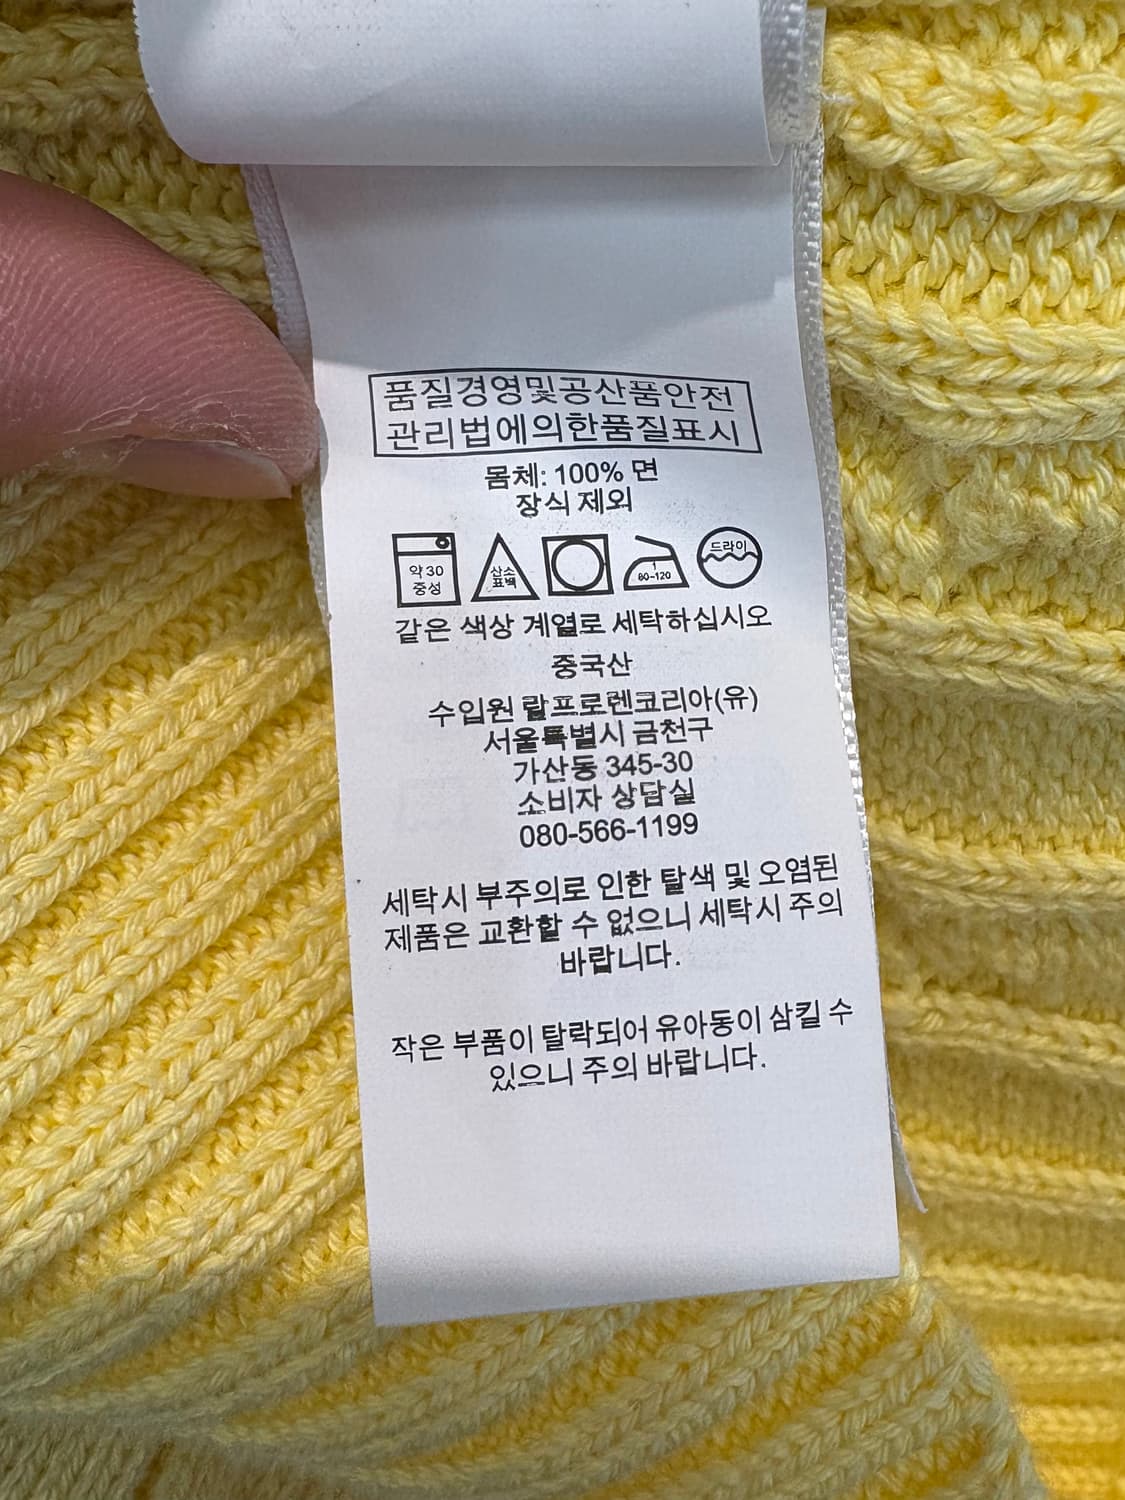 품질경영및공산품안전
관리법에의한품질표시
몸체: 100% 면
장식 제외
약 30
중성
산소
표백
1
80-120
드라이
같은 색상 계열로 세탁하십시오
중국산
수입원 랄프로렌코리아(유)
서울특별시 금천구
가산동 345-30
소비자 상담실
080-566-1199
세탁시 부주의로 인한 탈색 및 오염된
제품은 교환할 수 없으니 세탁시 주의
바랍니다.
작은 부품이 탈락되어 유아동이 삼킬 수
있으니 주의 바랍니다.